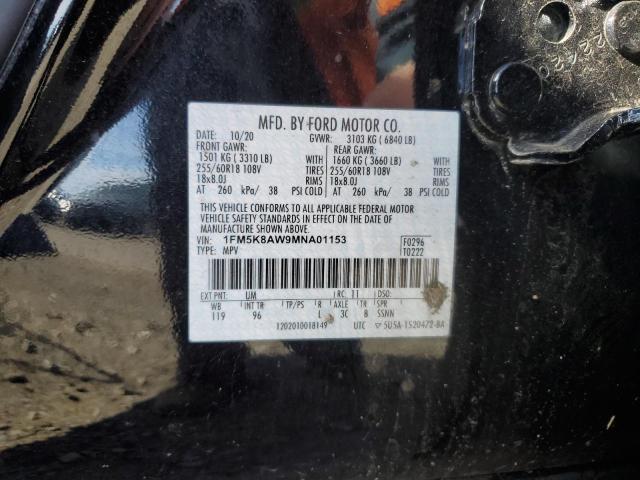 MFD. BY FORD MOTOR CO.
DATE: 10/20 GVWR: 3103 KG ( 6840 LB)
FRONT GAWR: REAR GAWR:
1501 KG ( 3310 LB) WITH 1660 KG ( 3660 LB) WITH
255/60R18 108V TIRES 255/60R18 108V TIRES
18x8.0J RIMS 18x8.0J RIMS
AT 260 kPa/ 38 PSI COLD AT 260 kPa/ 38 PSI COLD
THIS VEHICLE CONFORMS TO ALL APPLICABLE FEDERAL MOTOR
VEHICLE SAFETY STANDARDS IN EFFECT ON THE DATE OF
MANUFACTURE SHOWN ABOVE.
VIN: 1FM5K8AW9MNA01153 F0296
TYPE: MPV T0222
EXT PNT: UM RC: 11 DSO:
WB INT TR TP/PS R AXLE TR SPR
119 96 L 3C 8 SSNN
1202010018149 UTC 5U5A-1520472-BA